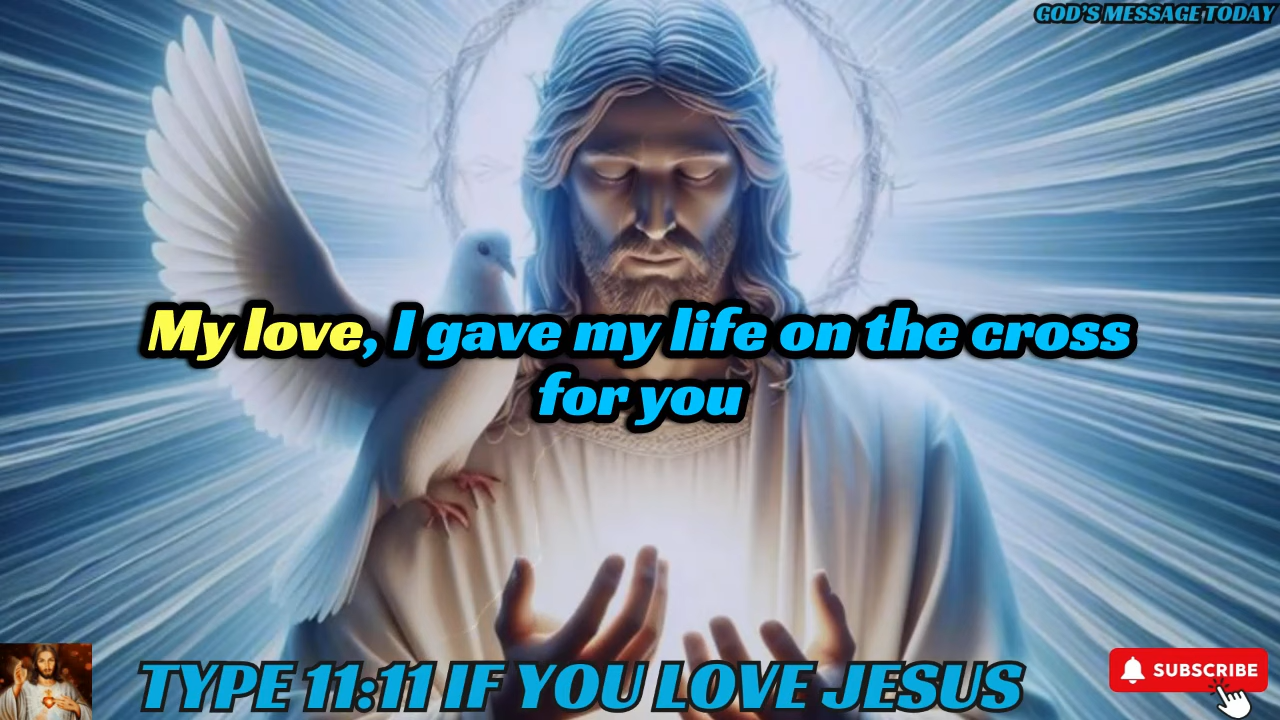 GOD'S MESSAGE TODAY
My love, I gave my life on the cross
for you
TYPE 11:11 IF YOU LOVE JESUS
SUBSCRIBE